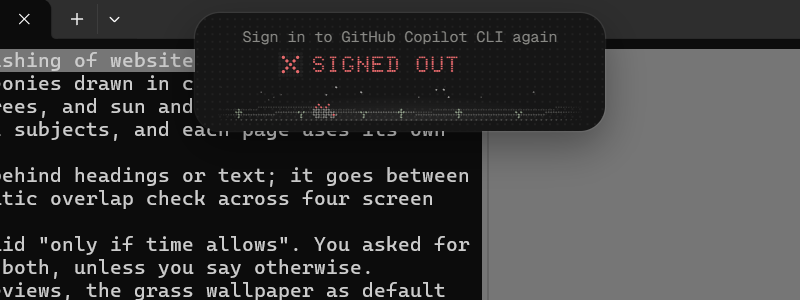 Sign in to GitHub Copilot CLI again
SIGNED OUT
shing of website
onies drawn in c
rees, and sun and
subjects, and each page uses its own
behind headings or text; it goes between
tic overlap check across four screen
id "only if time allows". You asked for
both, unless you say otherwise.
views, the grass wallpaper as default